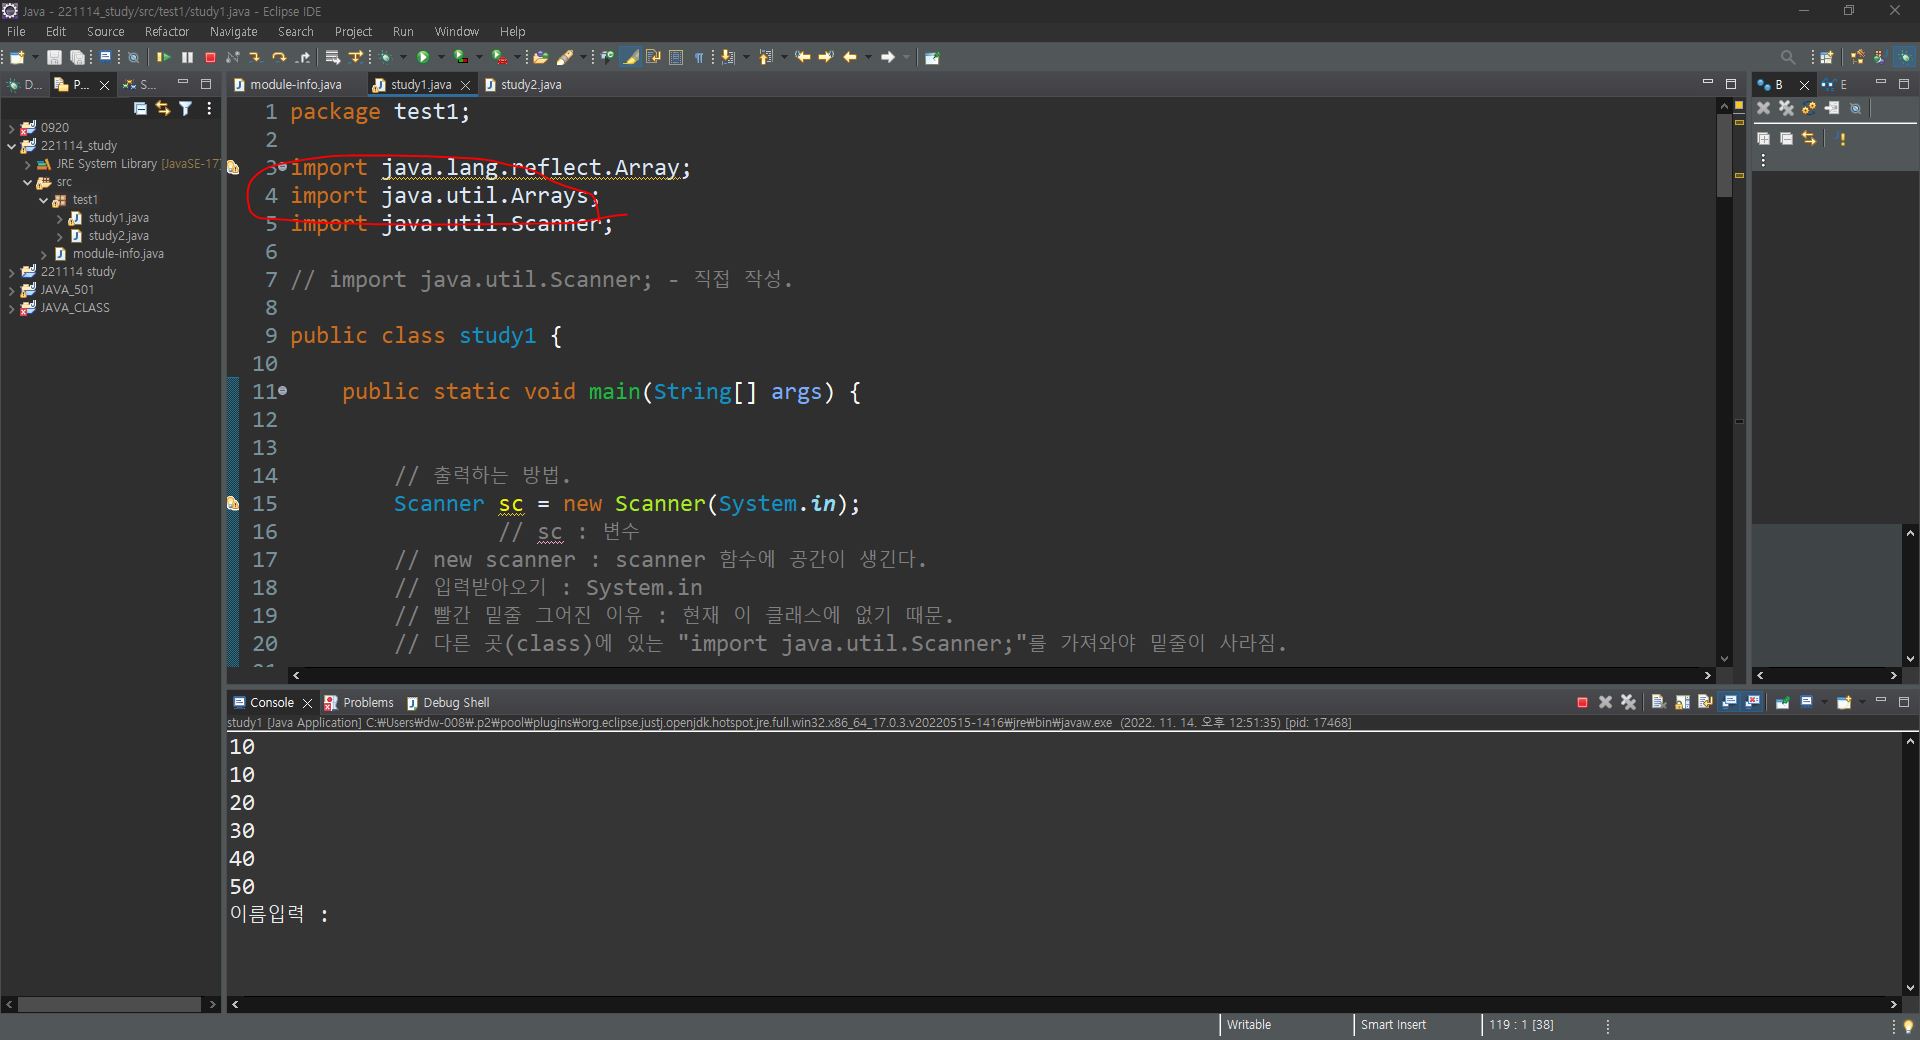 Java - 221114_study/src/test1/study1.java - Eclipse IDE
File Edit Source Refactor Navigate Search Project Run Window Help
D... P... S...
module-info.java study1.java study2.java
B E
0920
221114_study
JRE System Library [JavaSE-17]
src
test1
study1.java
study2.java
module-info.java
221114 study
JAVA_501
JAVA_CLASS
1 package test1;
2
3 import java.lang.reflect.Array;
4 import java.util.Arrays;
5 import java.util.Scanner;
6
7 // import java.util.Scanner; - 직접 작성.
8
9 public class study1 {
10
11 public static void main(String[] args) {
12
13
14 // 출력하는 방법.
15 Scanner sc = new Scanner(System.in);
16 // sc : 변수
17 // new scanner : scanner 함수에 공간이 생긴다.
18 // 입력받아오기 : System.in
19 // 빨간 밑줄 그어진 이유 : 현재 이 클래스에 없기 때문.
20 // 다른 곳(class)에 있는 "import java.util.Scanner;"를 가져와야 밑줄이 사라짐.
Console Problems Debug Shell
study1 [Java Application] C:₩Users₩dw-008₩.p2₩pool₩plugins₩org.eclipse.justj.openjdk.hotspot.jre.full.win32.x86_64_17.0.3.v20220515-1416₩jre₩bin₩javaw.exe (2022. 11. 14. 오후 12:51:35) [pid: 17468]
10
10
20
30
40
50
이름입력 :
Writable Smart Insert 119 : 1 [38]